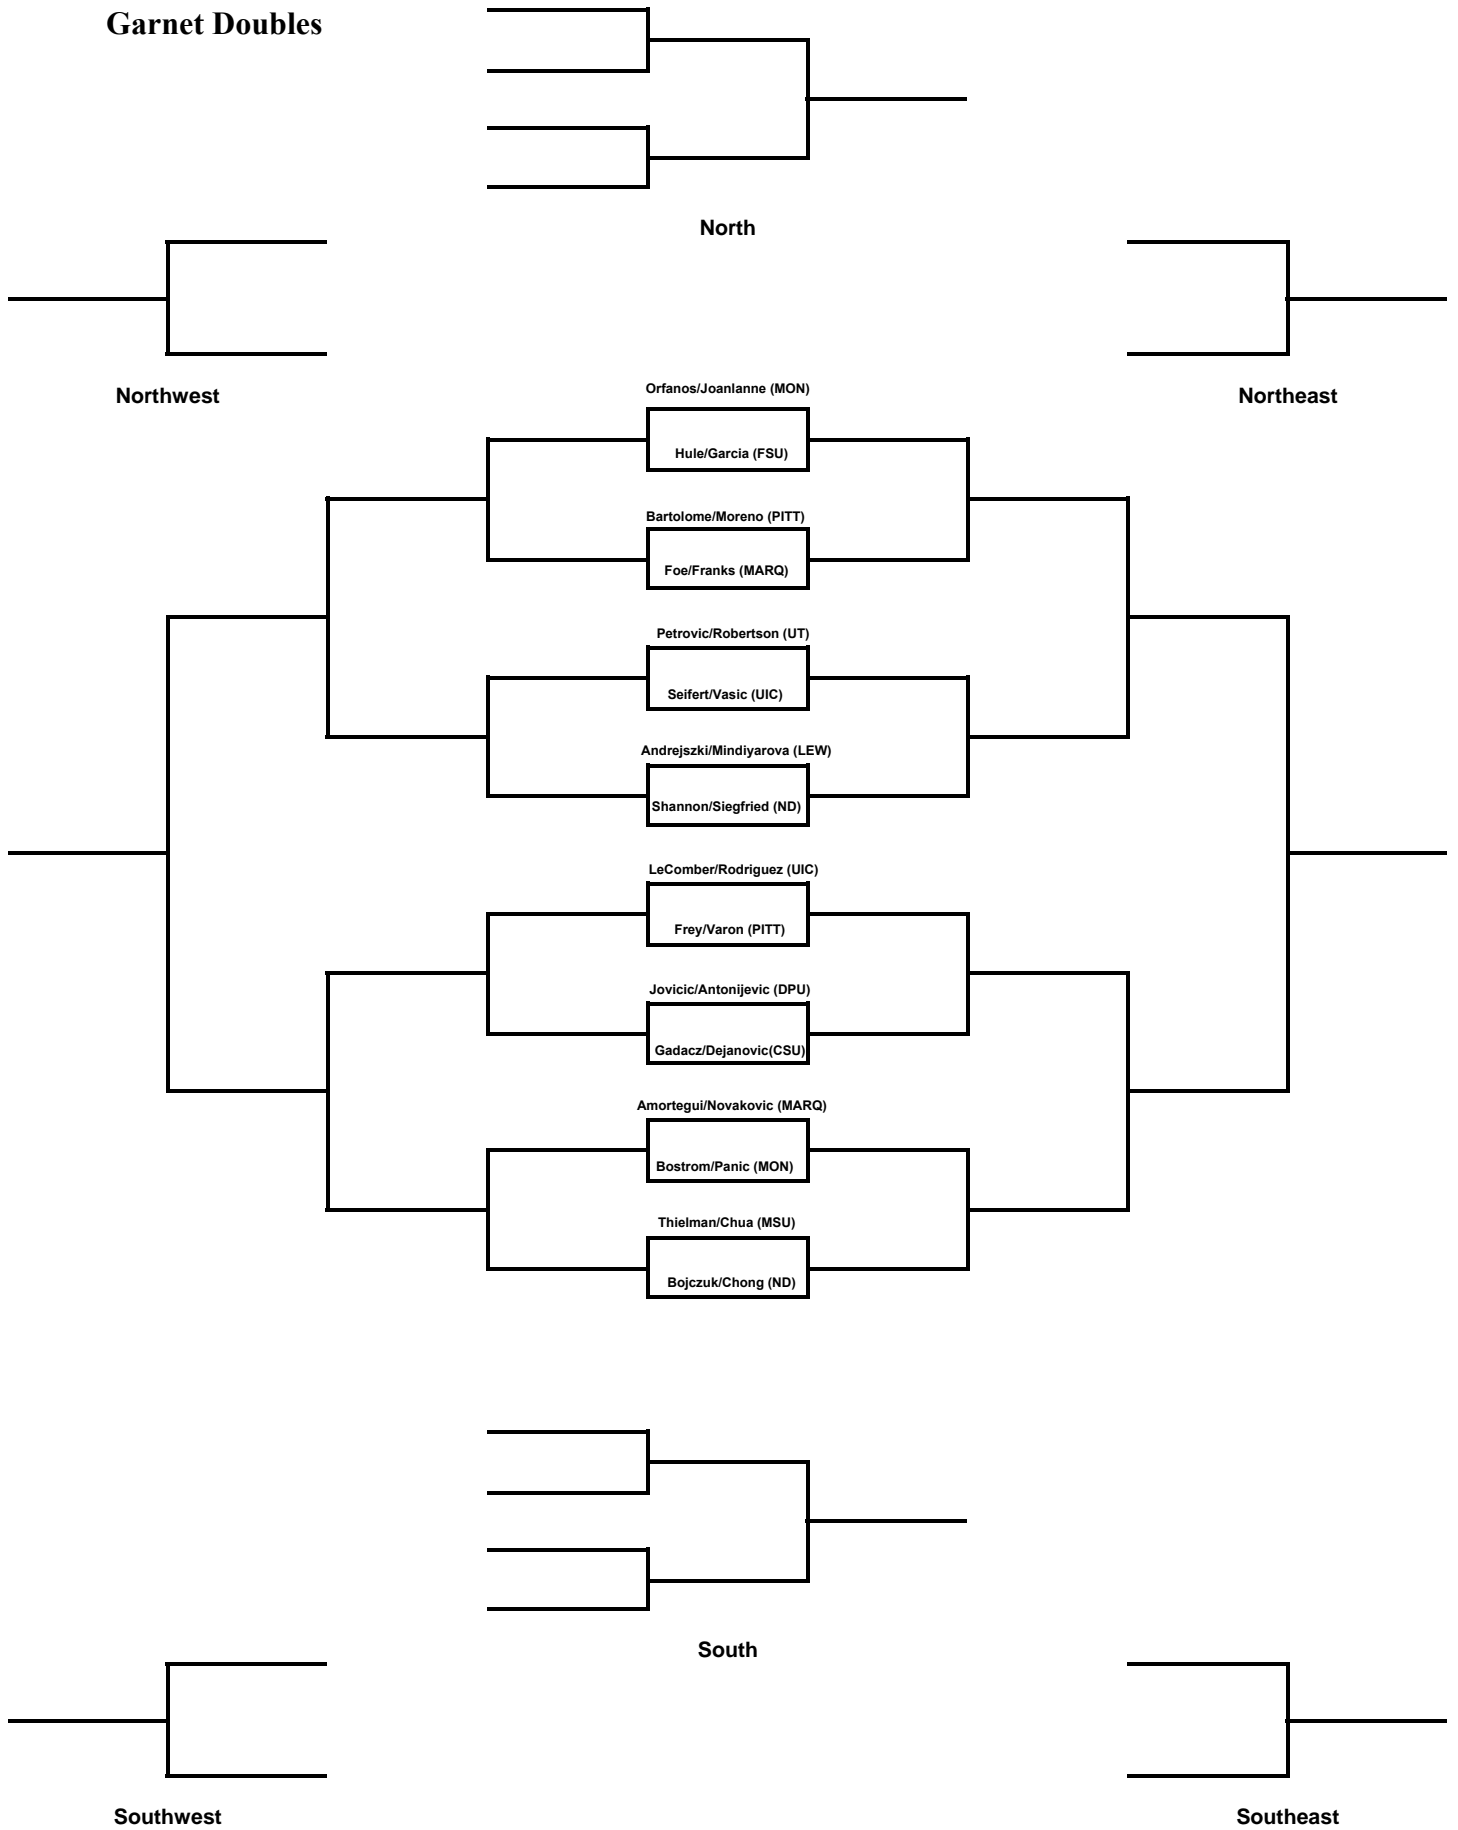 Garnet Doubles
North
Northwest
Northeast
Orfanos/Joanlanne (MON)
Hule/Garcia (FSU)
Bartolome/Moreno (PITT)
Foe/Franks (MARQ)
Petrovic/Robertson (UT)
Seifert/Vasic (UIC)
Andrejszki/Mindiyarova (LEW)
Shannon/Siegfried (ND)
LeComber/Rodriguez (UIC)
Frey/Varon (PITT)
Jovicic/Antonijevic (DPU)
Gadacz/Dejanovic(CSU)
Amortegui/Novakovic (MARQ)
Bostrom/Panic (MON)
Thielman/Chua (MSU)
Bojczuk/Chong (ND)
South
Southwest
Southeast